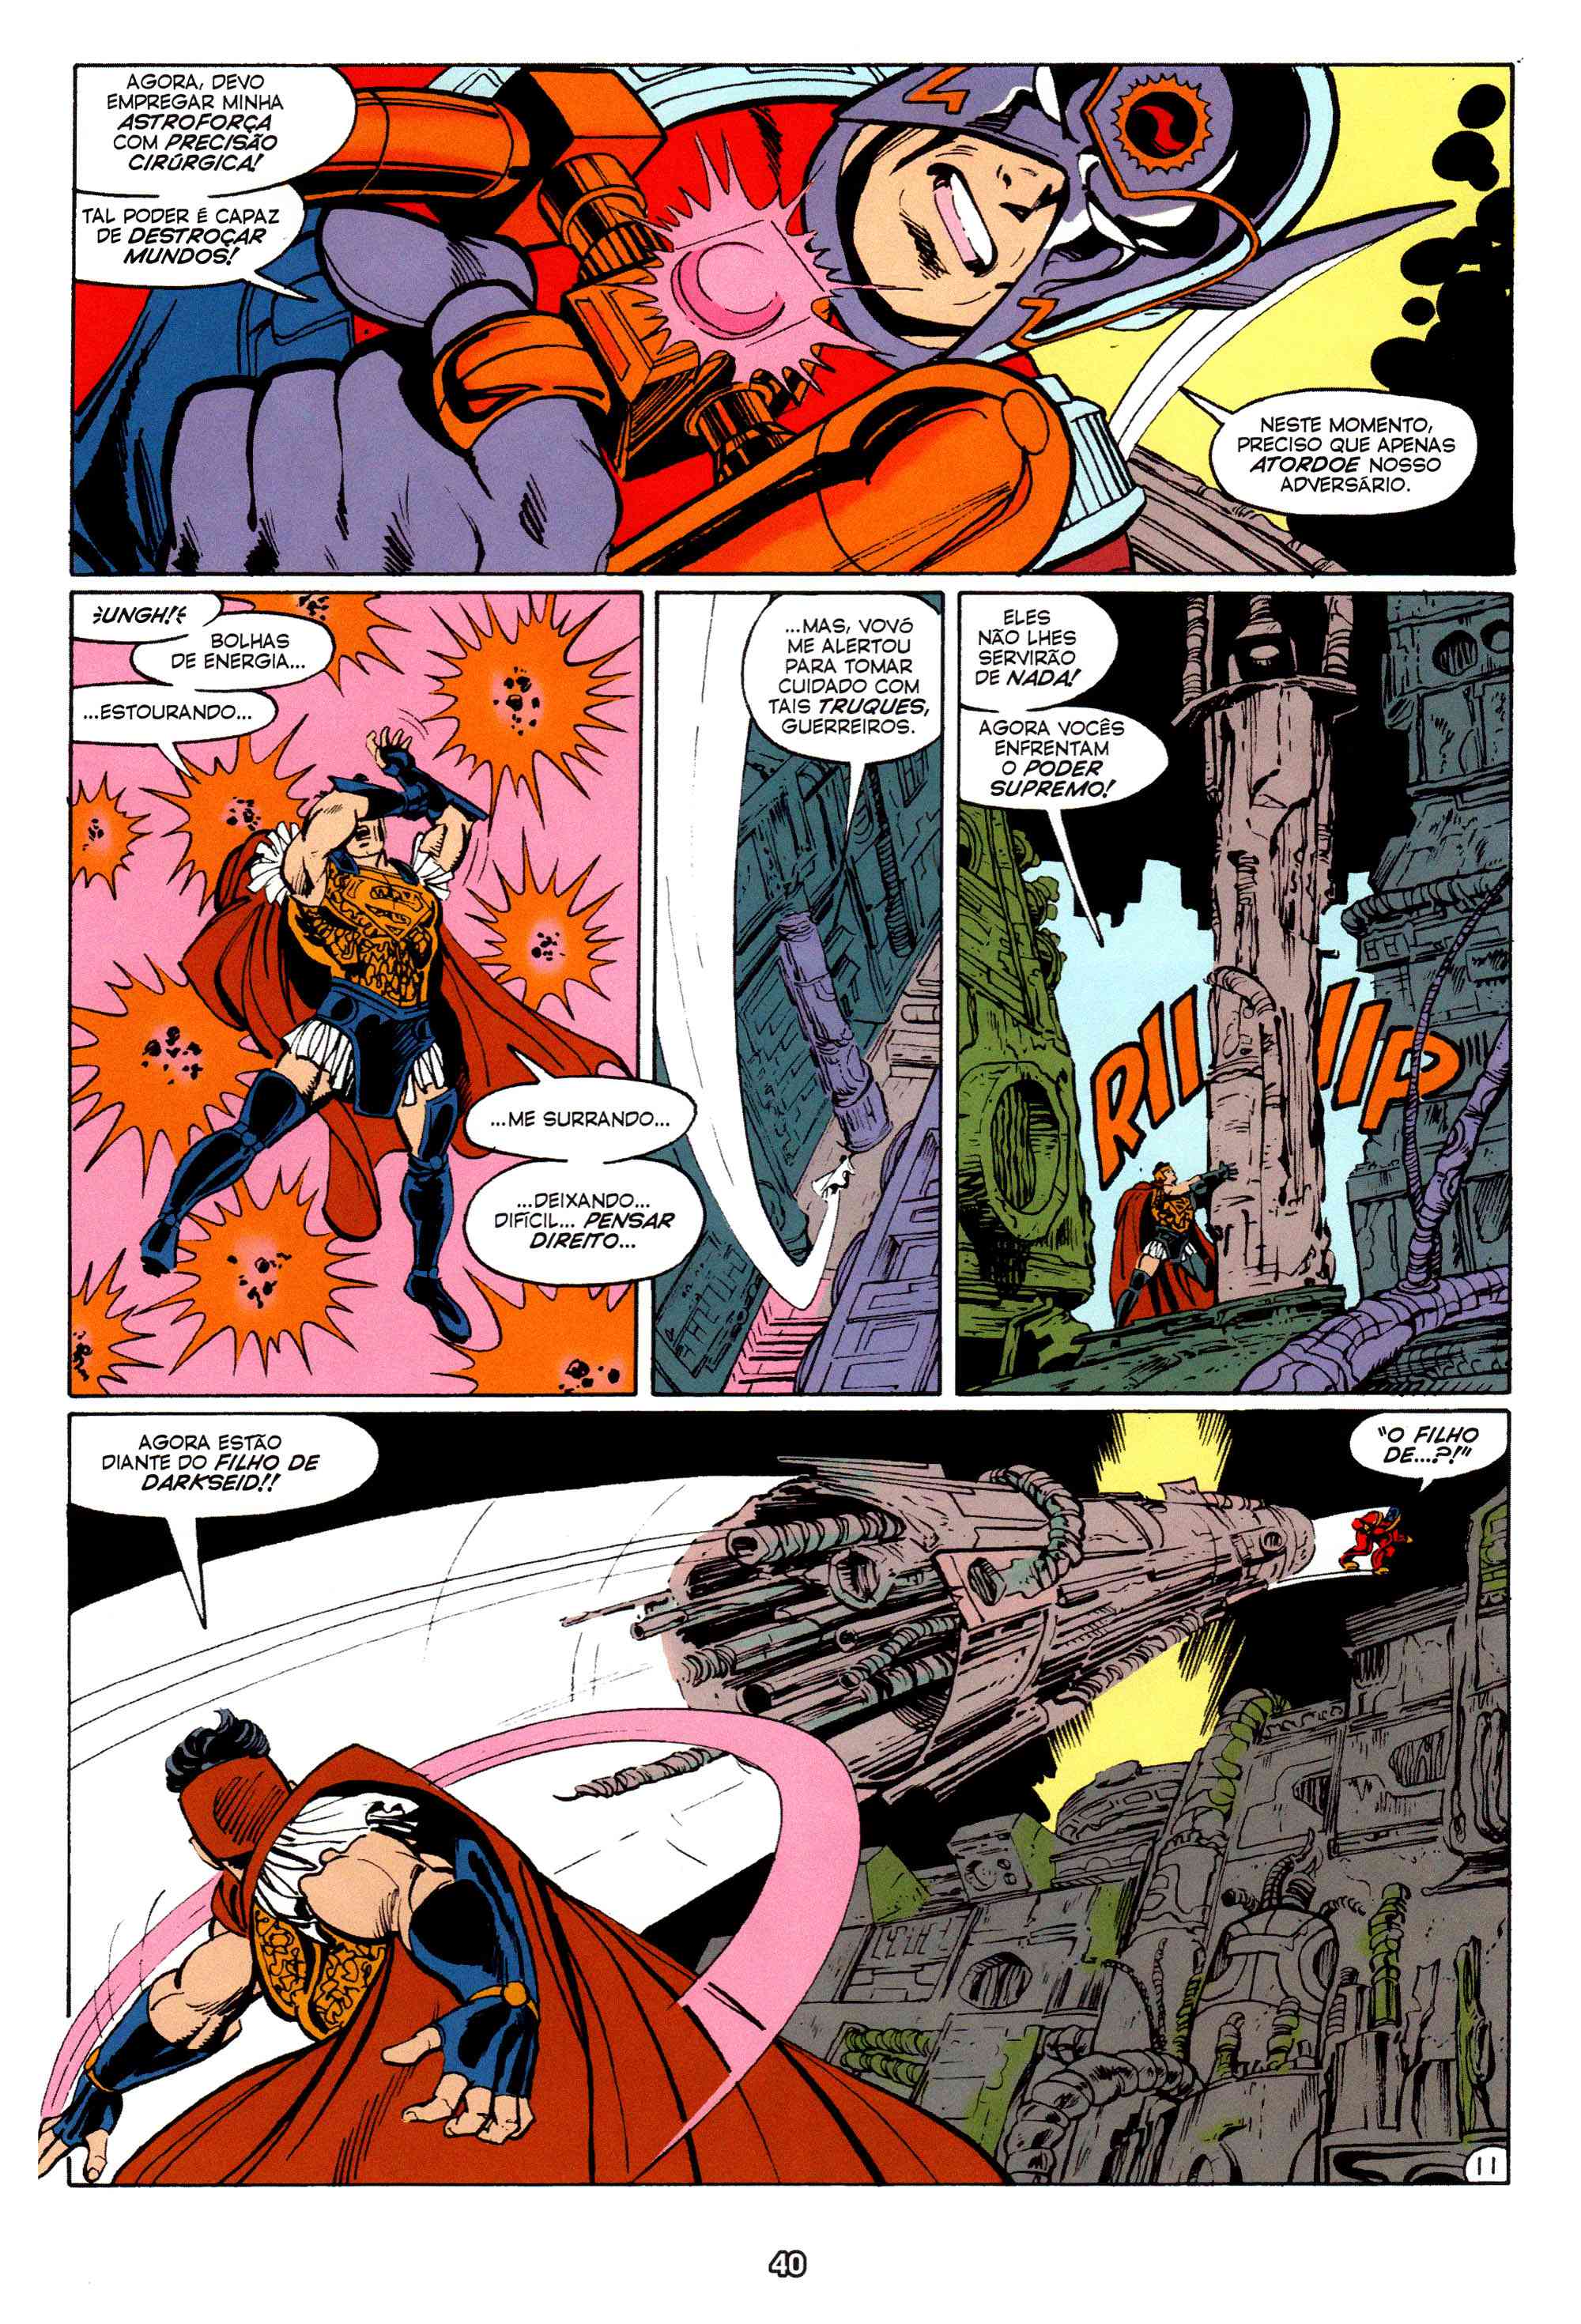 AGORA, DEVO
EMPREGAR MINHA
ASTROFORÇA
COM PRECISÃO
CIRÚRGICA!
TAL PODER É CAPAZ
DE DESTROÇAR
MUNDOS!
NESTE MOMENTO,
PRECISO QUE APENAS
ATORDOE NOSSO
ADVERSÁRIO.
UNGH!
BOLHAS
DE ENERGIA...
...ESTOURANDO...
...ME SURRANDO...
...DEIXANDO...
DIFÍCIL... PENSAR
DIREITO...
...MAS, VOVÓ
ME ALERTOU
PARA TOMAR
CUIDADO COM
TAIS TRUQUES,
GUERREIROS.
ELES
NÃO LHES
SERVIRÃO
DE NADA!
AGORA VOCÊS
ENFRENTAM
O PODER
SUPREMO!
RII IIP
AGORA ESTÃO
DIANTE DO FILHO DE
DARKSEID!!
"O FILHO
DE...?!"
11
40